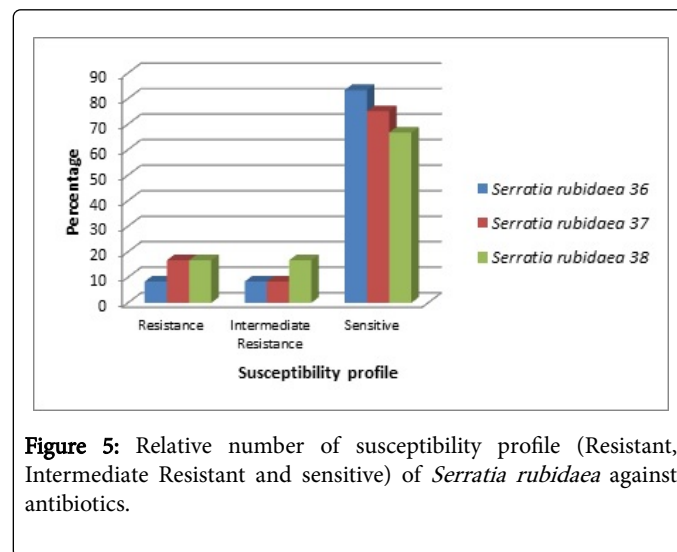 90
80
70
60
50
40
30
20
10
0
Percentage
Resistance
Intermediate
Resistance
Sensitive
Susceptibility profile
Serratia rubidaea 36
Serratia rubidaea 37
Serratia rubidaea 38
Figure 5: Relative number of susceptibility profile (Resistant,
Intermediate Resistant and sensitive) of Serratia rubidaea against
antibiotics.